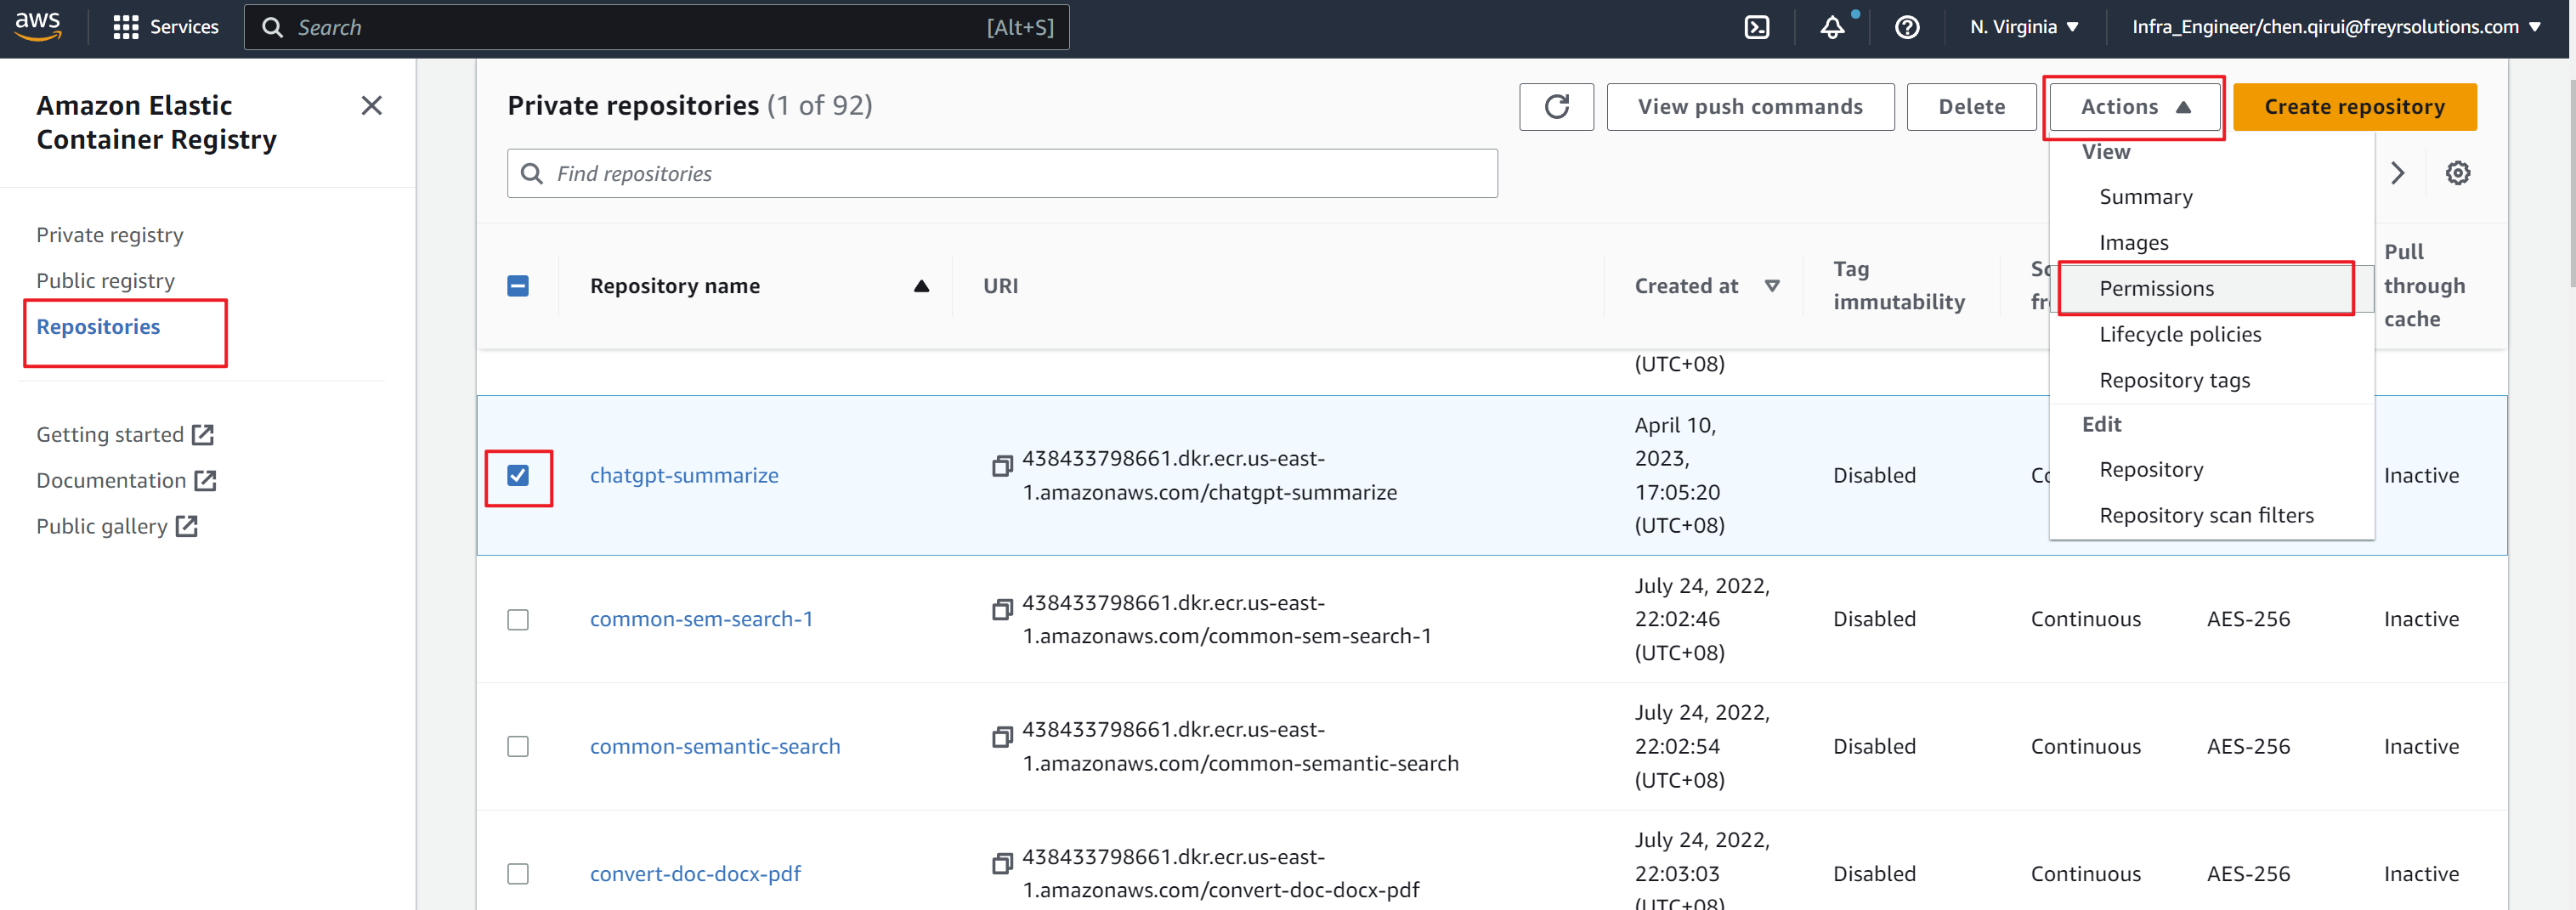 aws
Services
Search
[Alt+S]
N. Virginia
Infra_Engineer/chen.qirui@freyrsolutions.com
Amazon Elastic
Container Registry
Private registry
Public registry
Repositories
Getting started
Documentation
Public gallery
Private repositories (1 of 92)
View push commands
Delete
Actions
Create repository
Find repositories
View
Summary
Images
Permissions
Lifecycle policies
Repository tags
Edit
Repository
Repository scan filters
Repository name
URI
Created at
Tag
immutability
Pull
through
cache
(UTC+08)
chatgpt-summarize
438433798661.dkr.ecr.us-east-
1.amazonaws.com/chatgpt-summarize
April 10,
2023,
17:05:20
(UTC+08)
Disabled
Inactive
common-sem-search-1
438433798661.dkr.ecr.us-east-
1.amazonaws.com/common-sem-search-1
July 24, 2022,
22:02:46
(UTC+08)
Disabled
Continuous
AES-256
Inactive
common-semantic-search
438433798661.dkr.ecr.us-east-
1.amazonaws.com/common-semantic-search
July 24, 2022,
22:02:54
(UTC+08)
Disabled
Continuous
AES-256
Inactive
convert-doc-docx-pdf
438433798661.dkr.ecr.us-east-
1.amazonaws.com/convert-doc-docx-pdf
July 24, 2022,
22:03:03
(UTC+08)
Disabled
Continuous
AES-256
Inactive